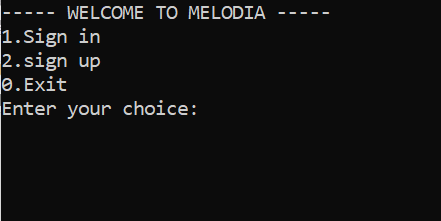 ----- WELCOME TO MELODIA -----
1.Sign in
2.sign up
0.Exit
Enter your choice: